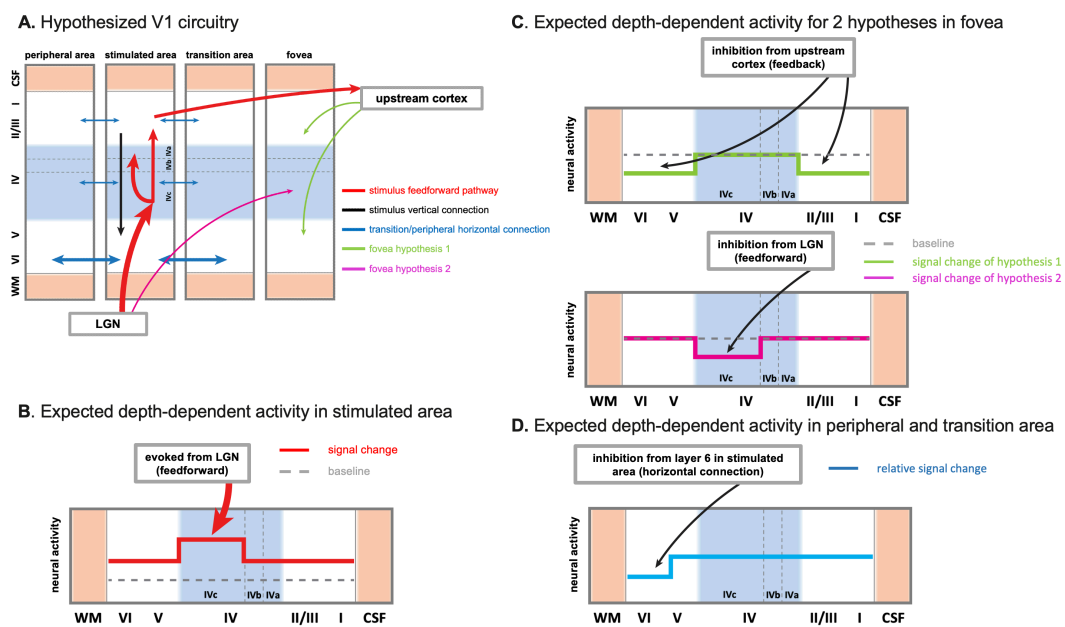 A. Hypothesized V1 circuitry
peripheral area
stimulated area
transition area
fovea
CSF
I
II/III
IV
V
VI
WM
IVa
IVb
IVc
upstream cortex
LGN
stimulus feedforward pathway
stimulus vertical connection
transition/peripheral horizontal connection
fovea hypothesis 1
fovea hypothesis 2
B. Expected depth-dependent activity in stimulated area
evoked from LGN
(feedforward)
signal change
baseline
neural activity
IVc
IVb
IVa
WM VI V IV II/III I CSF
C. Expected depth-dependent activity for 2 hypotheses in fovea
inhibition from upstream
cortex (feedback)
neural activity
IVc
IVb
IVa
WM VI V IV II/III I CSF
inhibition from LGN
(feedforward)
baseline
signal change of hypothesis 1
signal change of hypothesis 2
neural activity
IVc
IVb
IVa
WM VI V IV II/III I CSF
D. Expected depth-dependent activity in peripheral and transition area
inhibition from layer 6 in stimulated
area (horizontal connection)
relative signal change
neural activity
IVc
IVb
IVa
WM VI V IV II/III I CSF